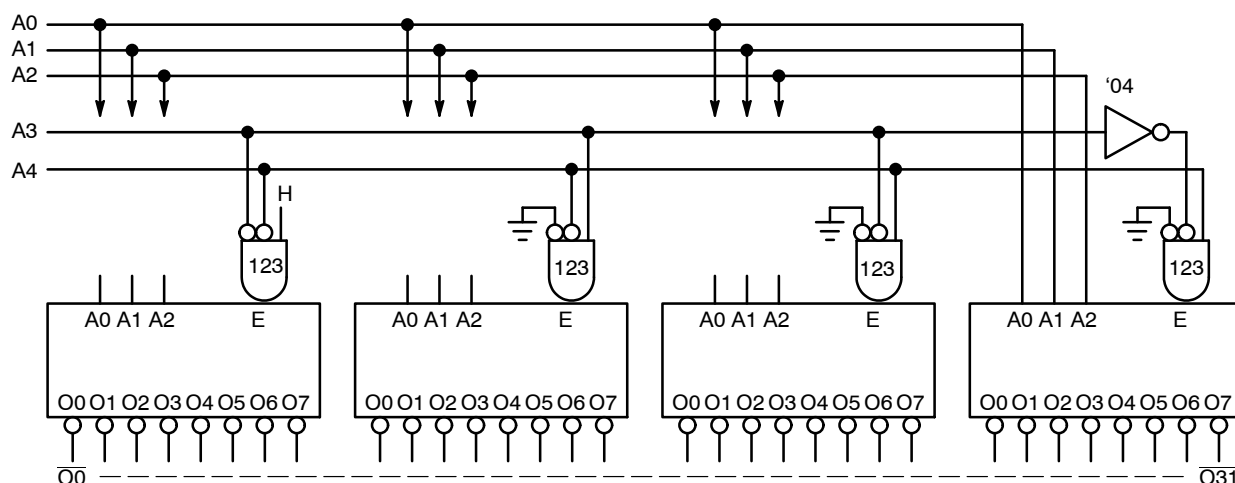 A0
A1
A2
‘04
A3
A4
H
123 123 123 123
A0 A1 A2 E A0 A1 A2 E A0 A1 A2 E A0 A1 A2 E
O0 O1 O2 O3 O4 O5 O6 O7 O0 O1 O2 O3 O4 O5 O6 O7 O0 O1 O2 O3 O4 O5 O6 O7 O0 O1 O2 O3 O4 O5 O6 O7
O0 O31